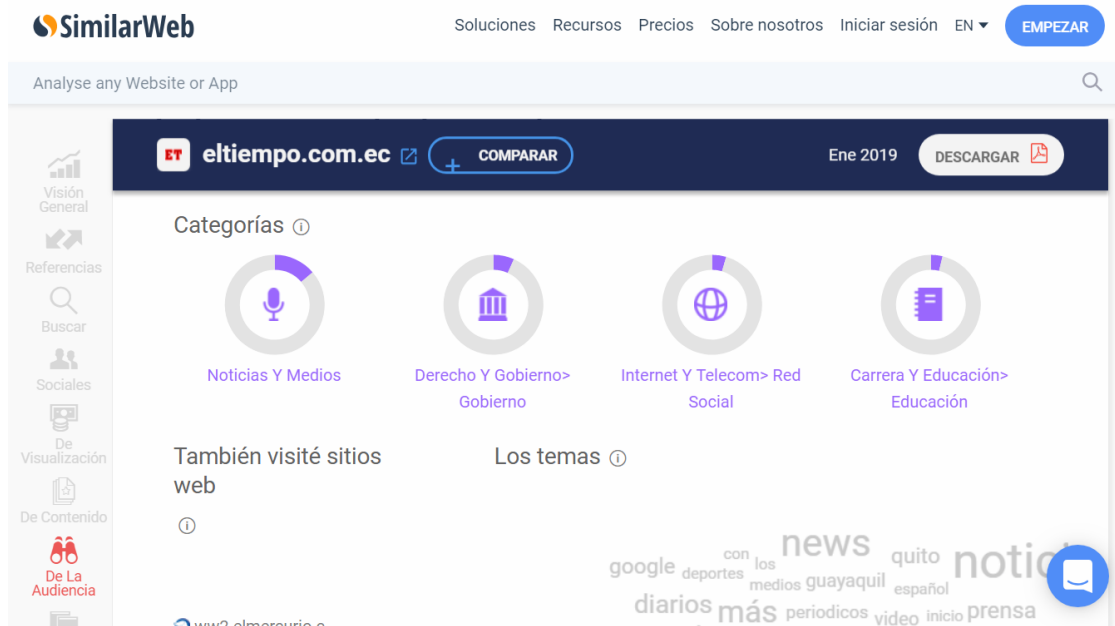 SimilarWeb
Soluciones Recursos Precios Sobre nosotros Iniciar sesión EN EMPEZAR
Analyse any Website or App
ET eltiempo.com.ec COMPARAR Ene 2019 DESCARGAR
Visión
General
Referencias
Buscar
Sociales
De
Visualización
De Contenido
De La
Audiencia
Categorías
Noticias Y Medios
Derecho Y Gobierno>
Gobierno
Internet Y Telecom> Red
Social
Carrera Y Educación>
Educación
También visité sitios
web
Los temas
google deportes con los news quito
medios guayaquil español
diarios más periodicos video inicio prensa